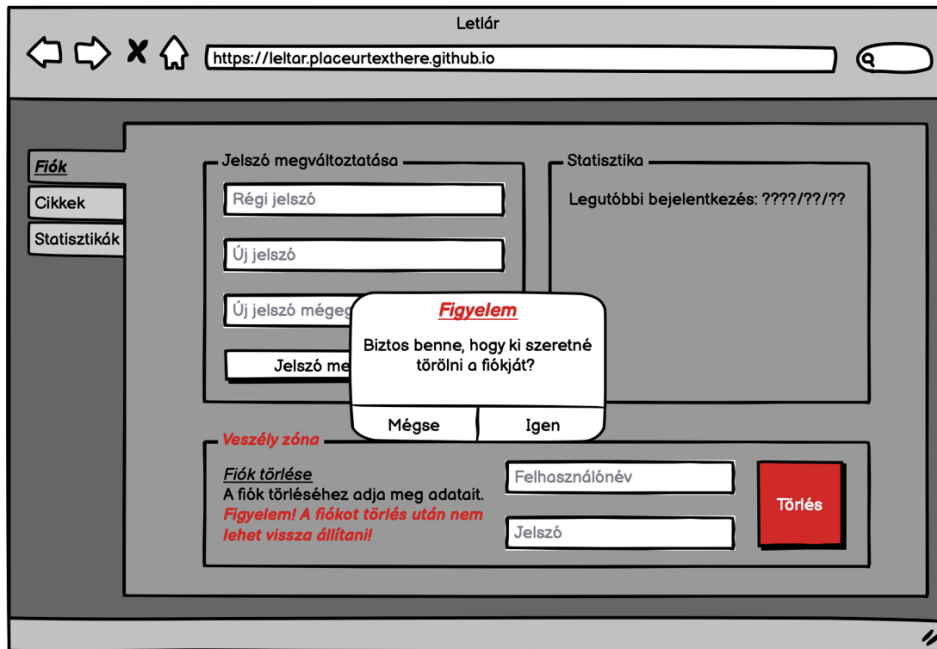 Letlár
https://leltar.placeurtexthere.github.io
Fiók
Cikkek
Statisztikák
Jelszó megváltoztatása
Régi jelszó
Új jelszó
Új jelszó mégeg
Jelszó me
Statisztika
Legutóbbi bejelentkezés: ????/??/??
Figyelem
Biztos benne, hogy ki szeretné
törölni a fiókját?
Mégse
Igen
Veszély zóna
Fiók törlése
A fiók törléséhez adja meg adatait.
Figyelem! A fiókot törlés után nem
lehet vissza állítani!
Felhasználónév
Jelszó
Törlés